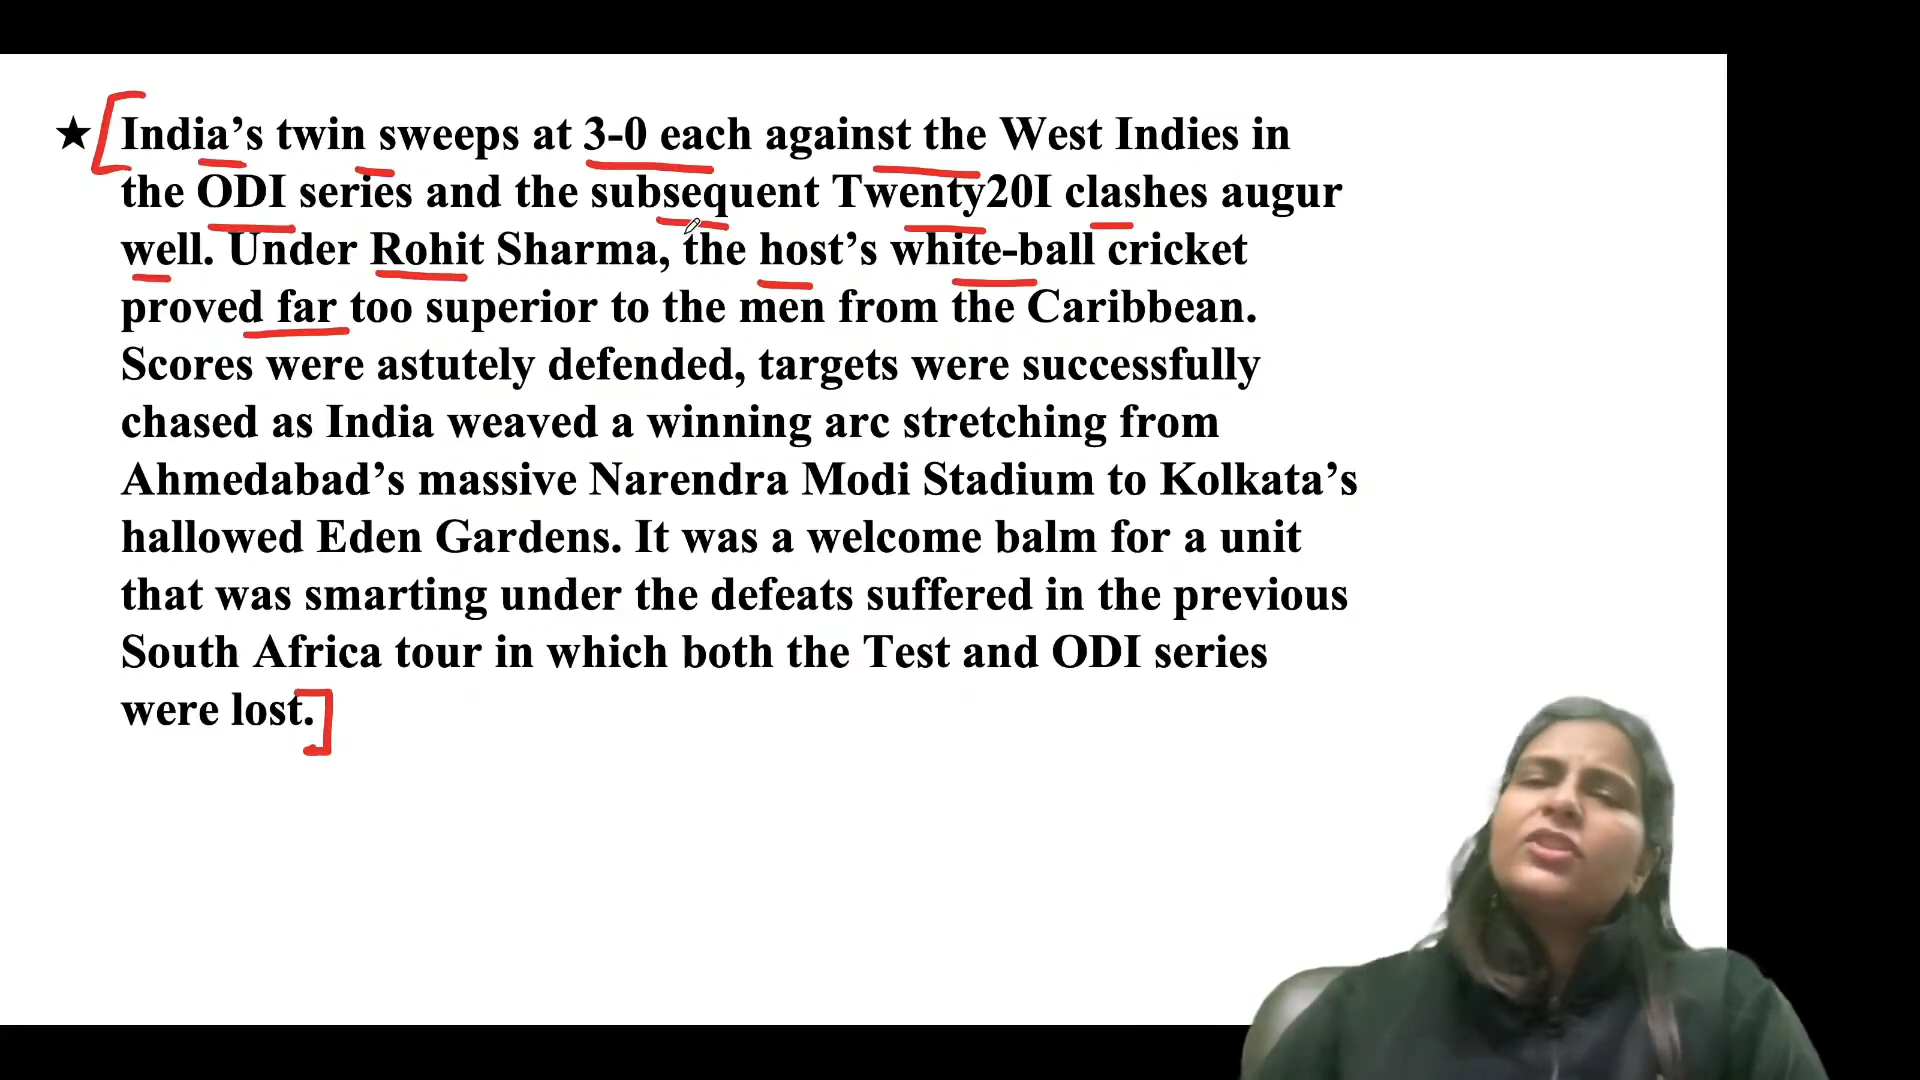 ★ India’s twin sweeps at 3-0 each against the West Indies in
the ODI series and the subsequent Twenty20I clashes augur
well. Under Rohit Sharma, the host’s white-ball cricket
proved far too superior to the men from the Caribbean.
Scores were astutely defended, targets were successfully
chased as India weaved a winning arc stretching from
Ahmedabad’s massive Narendra Modi Stadium to Kolkata’s
hallowed Eden Gardens. It was a welcome balm for a unit
that was smarting under the defeats suffered in the previous
South Africa tour in which both the Test and ODI series
were lost.